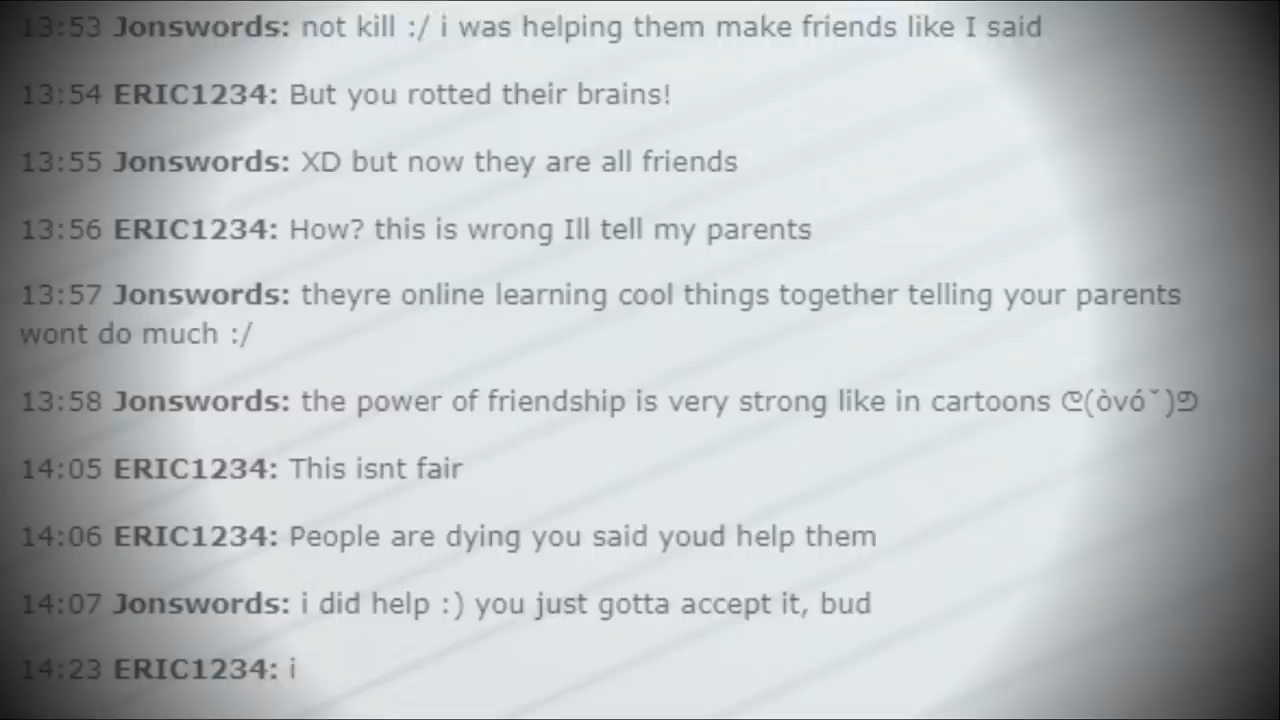 13:53 Jonswords: not kill :/ i was helping them make friends like I said
13:54 ERIC1234: But you rotted their brains!
13:55 Jonswords: XD but now they are all friends
13:56 ERIC1234: How? this is wrong Ill tell my parents
13:57 Jonswords: theyre online learning cool things together telling your parents
wont do much :/
13:58 Jonswords: the power of friendship is very strong like in cartoons ღ(òvóˇ)ᕤ
14:05 ERIC1234: This isnt fair
14:06 ERIC1234: People are dying you said youd help them
14:07 Jonswords: i did help :) you just gotta accept it, bud
14:23 ERIC1234: i